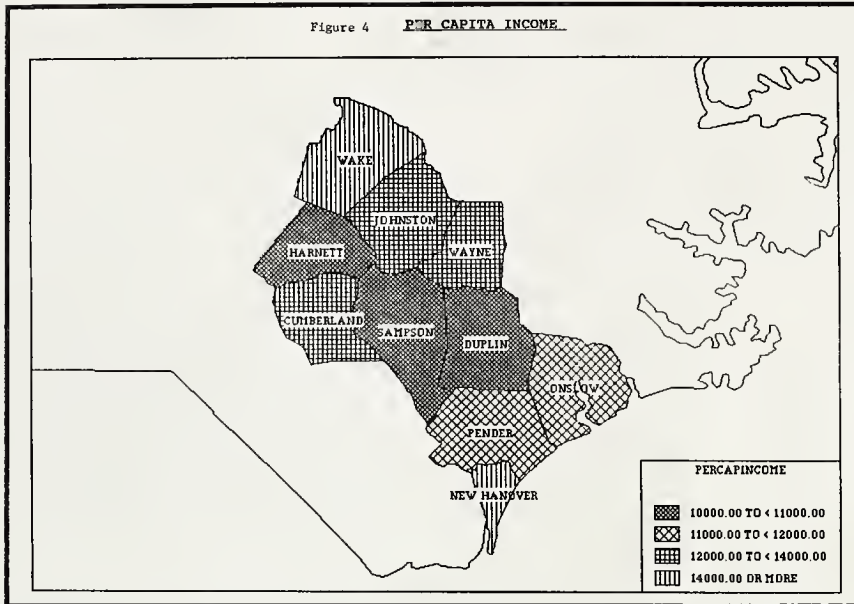 Figure 4 PER CAPITA INCOME
WAKE
JOHNSTON
HARNETT
WAYNE
CUMBERLAND
SAMPSON
DUPLIN
ONSLOW
PENDER
NEW HANOVER
PERCAPINCOME
10000.00 TO < 11000.00
11000.00 TO < 12000.00
12000.00 TO < 14000.00
14000.00 OR MORE